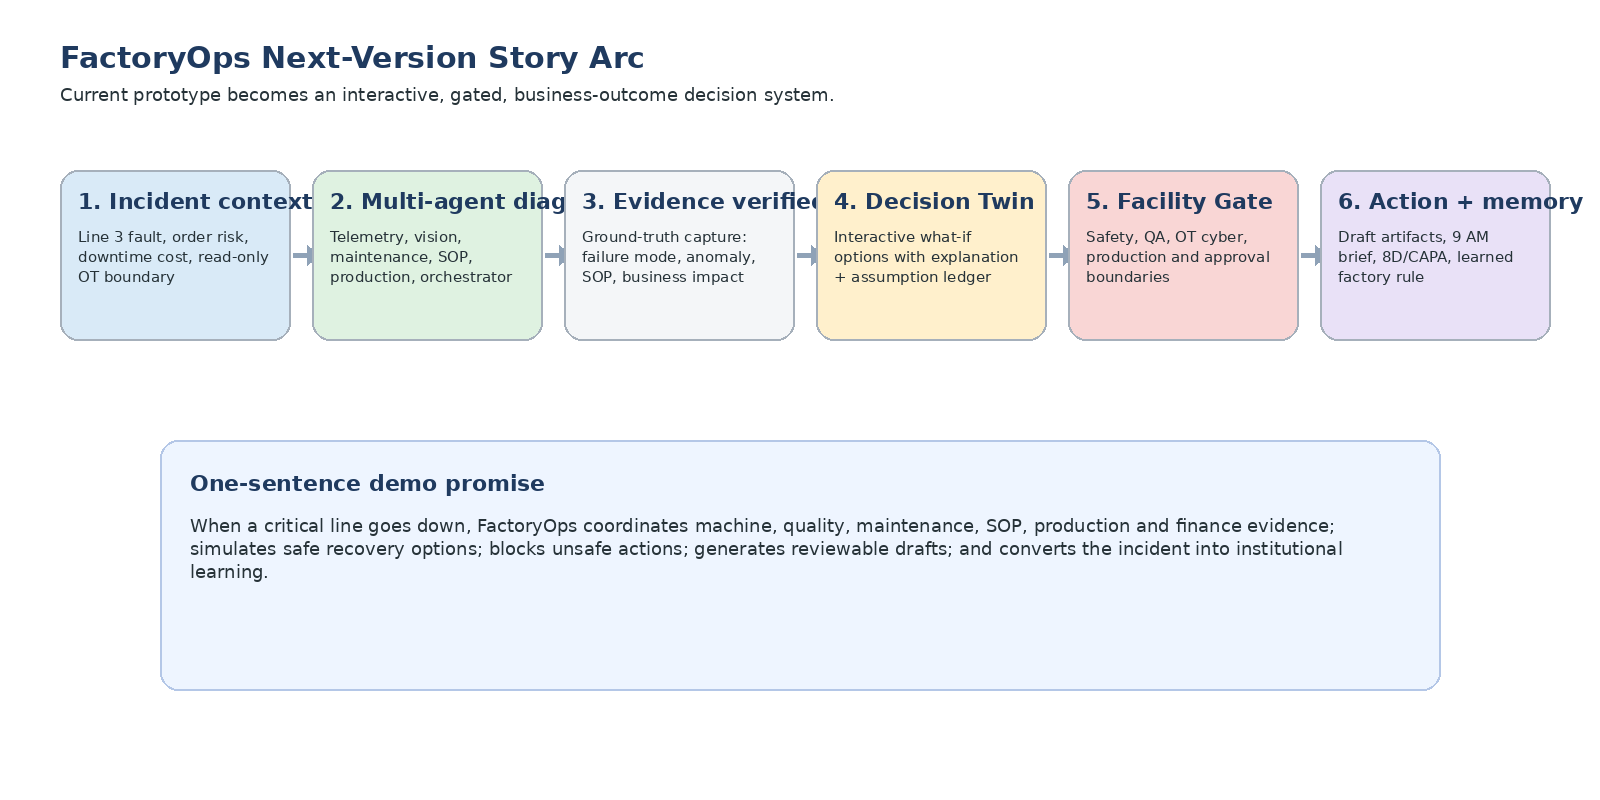 FactoryOps Next-Version Story Arc
Current prototype becomes an interactive, gated, business-outcome decision system.
1. Incident context
Line 3 fault, order risk,
downtime cost, read-only
OT boundary
2. Multi-agent diag
Telemetry, vision,
maintenance, SOP,
production, orchestrator
3. Evidence verified
Ground-truth capture:
failure mode, anomaly,
SOP, business impact
4. Decision Twin
Interactive what-if
options with explanation
+ assumption ledger
5. Facility Gate
Safety, QA, OT cyber,
production and approval
boundaries
6. Action + memory
Draft artifacts, 9 AM
brief, 8D/CAPA, learned
factory rule
One-sentence demo promise
When a critical line goes down, FactoryOps coordinates machine, quality, maintenance, SOP, production and finance evidence;
simulates safe recovery options; blocks unsafe actions; generates reviewable drafts; and converts the incident into institutional
learning.